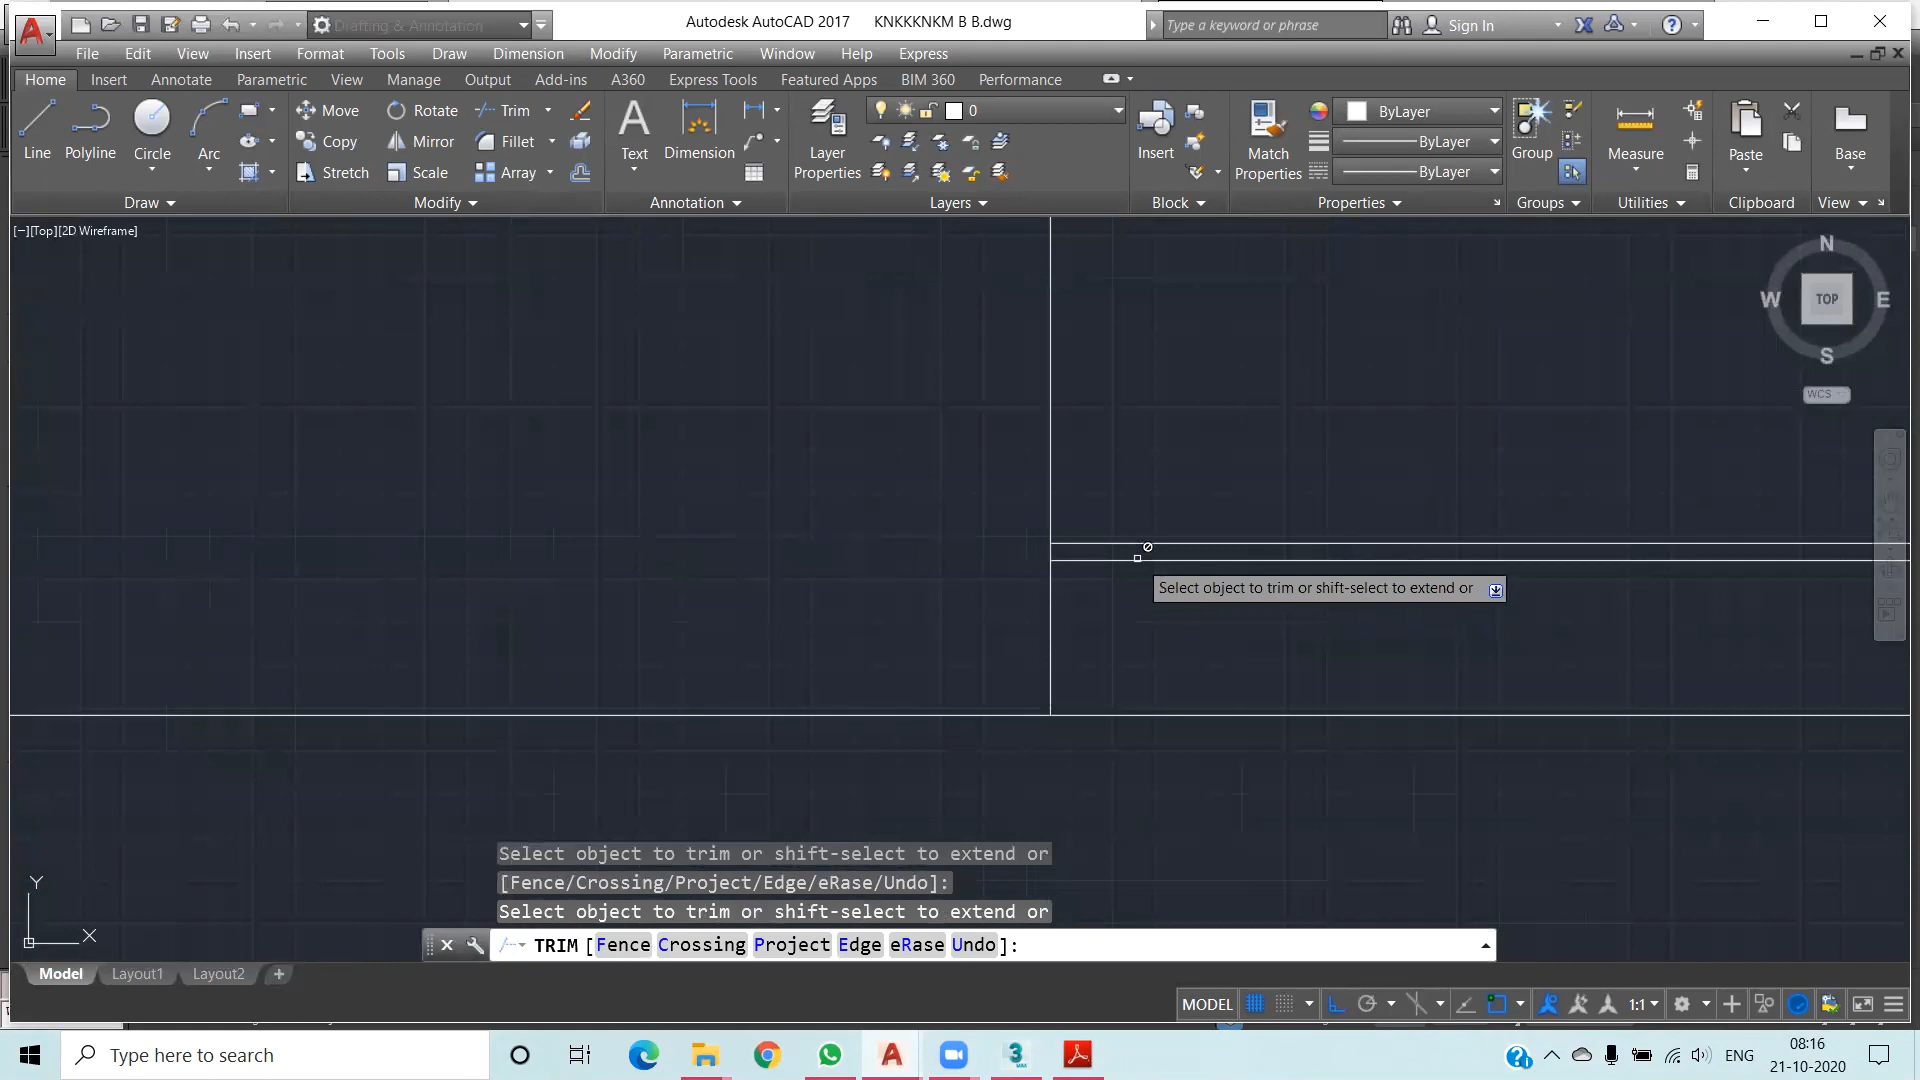 Drafting & Annotation
Autodesk AutoCAD 2017 KNKKKNKM B B.dwg
Type a keyword or phrase
Sign In
File Edit View Insert Format Tools Draw Dimension Modify Parametric Window Help Express
Home Insert Annotate Parametric View Manage Output Add-ins A360 Express Tools Featured Apps BIM 360 Performance
Line Polyline Circle Arc
Move Rotate Trim
Copy Mirror Fillet
Stretch Scale Array
Text Dimension
Layer Properties
0
Insert
Match Properties
ByLayer
ByLayer
ByLayer
Group
Measure
Paste
Base
Draw Modify Annotation Layers Block Properties Groups Utilities Clipboard View
[−][Top][2D Wireframe]
N
W TOP E
S
WCS
Select object to trim or shift-select to extend or
Y
X
Select object to trim or shift-select to extend or
[Fence/Crossing/Project/Edge/eRase/Undo]:
Select object to trim or shift-select to extend or
TRIM [Fence Crossing Project Edge eRase Undo]:
Model Layout1 Layout2 +
MODEL 1:1
Type here to search
ENG
08:16
21-10-2020